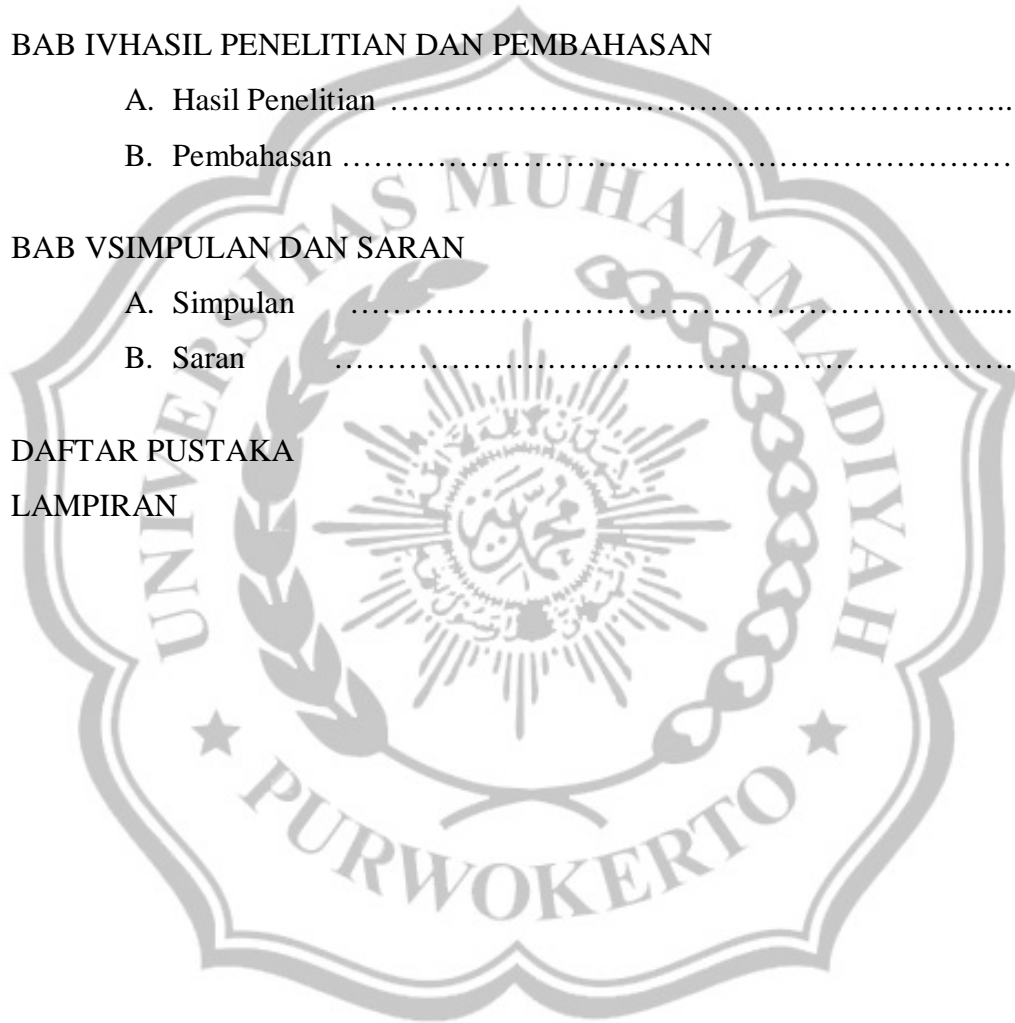 BAB IVHASIL PENELITIAN DAN PEMBAHASAN
A. Hasil Penelitian ……………………………………………………..
B. Pembahasan …………………………………………………………
BAB VSIMPULAN DAN SARAN
A. Simpulan …………………………………………………….......
B. Saran ………………………………………………………….
DAFTAR PUSTAKA
LAMPIRAN
UNIVERSITAS MUHAMMADIYAH
★ PURWOKERTO ★